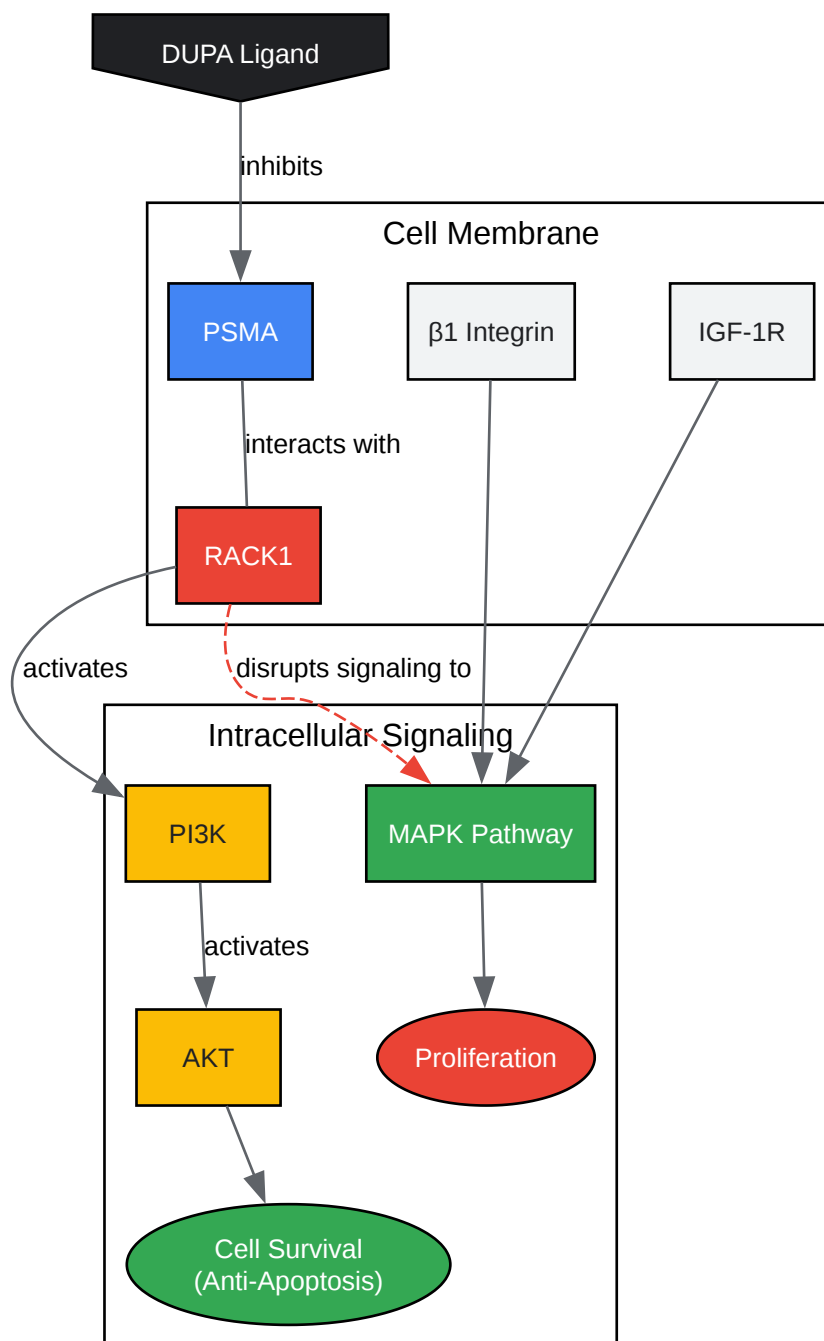 DUPA Ligand
inhibits
Cell Membrane
PSMA
β1 Integrin
IGF-1R
interacts with
RACK1
activates
disrupts signaling to
Intracellular Signaling
PI3K
MAPK Pathway
activates
AKT
Proliferation
Cell Survival
(Anti-Apoptosis)